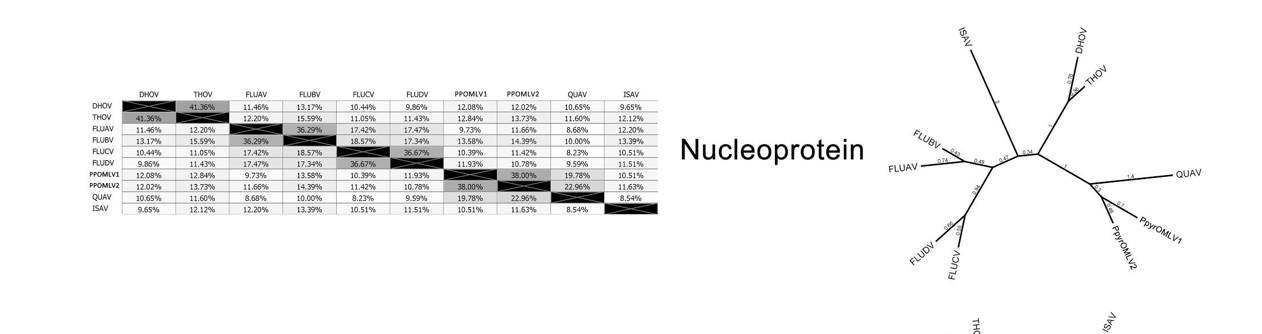 DHOV THOV FLUAV FLUBV FLUCV FLUDV PPOMLV1 PPOMLV2 QUAV ISAV
DHOV 41.36% 11.46% 13.17% 10.44% 9.86% 12.08% 12.02% 10.65% 9.65%
THOV 41.36% 12.20% 15.59% 11.05% 11.43% 12.84% 13.73% 11.60% 12.12%
FLUAV 11.46% 12.20% 36.29% 17.42% 17.47% 9.73% 11.66% 8.68% 12.20%
FLUBV 13.17% 15.59% 36.29% 18.57% 17.34% 13.58% 14.39% 10.00% 13.39%
FLUCV 10.44% 11.05% 17.42% 18.57% 36.67% 10.39% 11.42% 8.23% 10.51%
FLUDV 9.86% 11.43% 17.47% 17.34% 36.67% 11.93% 10.78% 9.59% 11.51%
PPOMLV1 12.08% 12.84% 9.73% 13.58% 10.39% 11.93% 38.00% 19.78% 10.51%
PPOMLV2 12.02% 13.73% 11.66% 14.39% 11.42% 10.78% 38.00% 22.96% 11.63%
QUAV 10.65% 11.60% 8.68% 10.00% 8.23% 9.59% 19.78% 22.96% 8.54%
ISAV 9.65% 12.12% 12.20% 13.39% 10.51% 11.51% 10.51% 11.63% 8.54%
Nucleoprotein
ISAV
DHOV
THOV
2
1
FLUBV
FLUAV
0.74
0.49
0.47
0.34
1
1.4
QUAV
0.7
PpyrOMLV1
PpyrOMLV2
FLUDV
FLUCV
ISAV